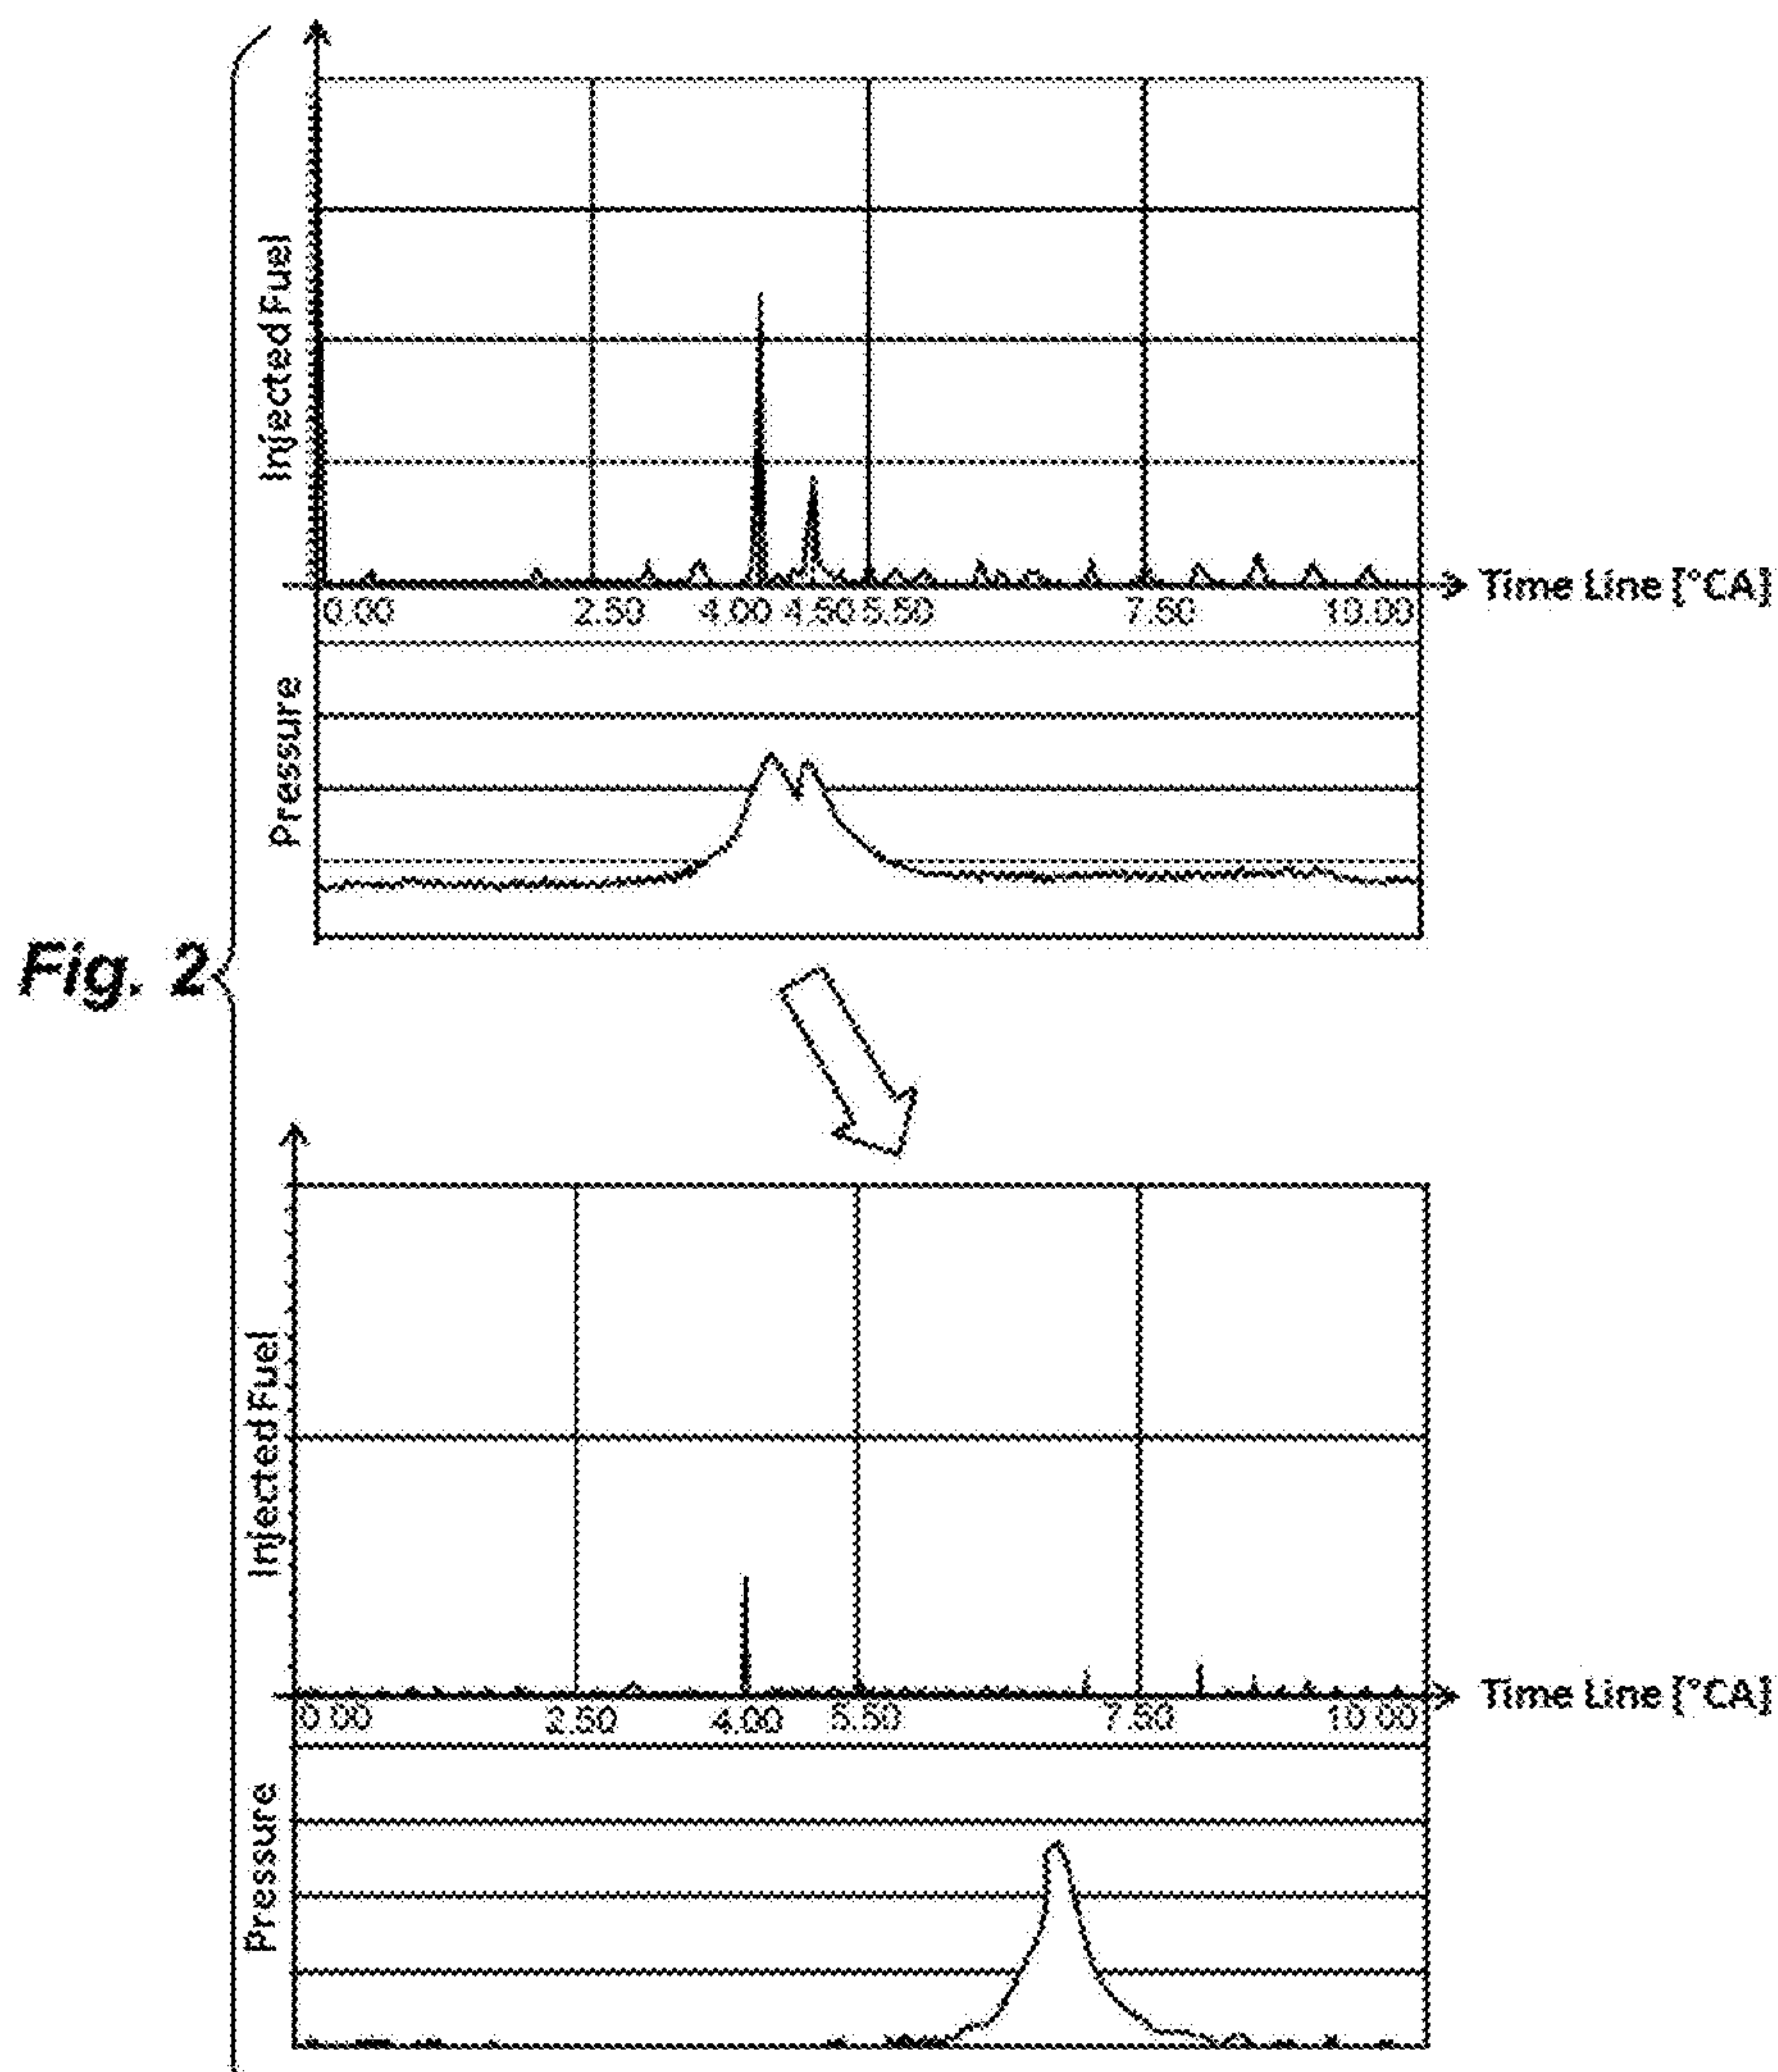 Injected Fuel
0.00 2.50 4.00 4.50 5.50 7.50 10.00
Time Line [°CA]
Pressure
Fig. 2
Injected Fuel
0.00 2.50 4.00 5.50 7.50 10.00
Time Line [°CA]
Pressure